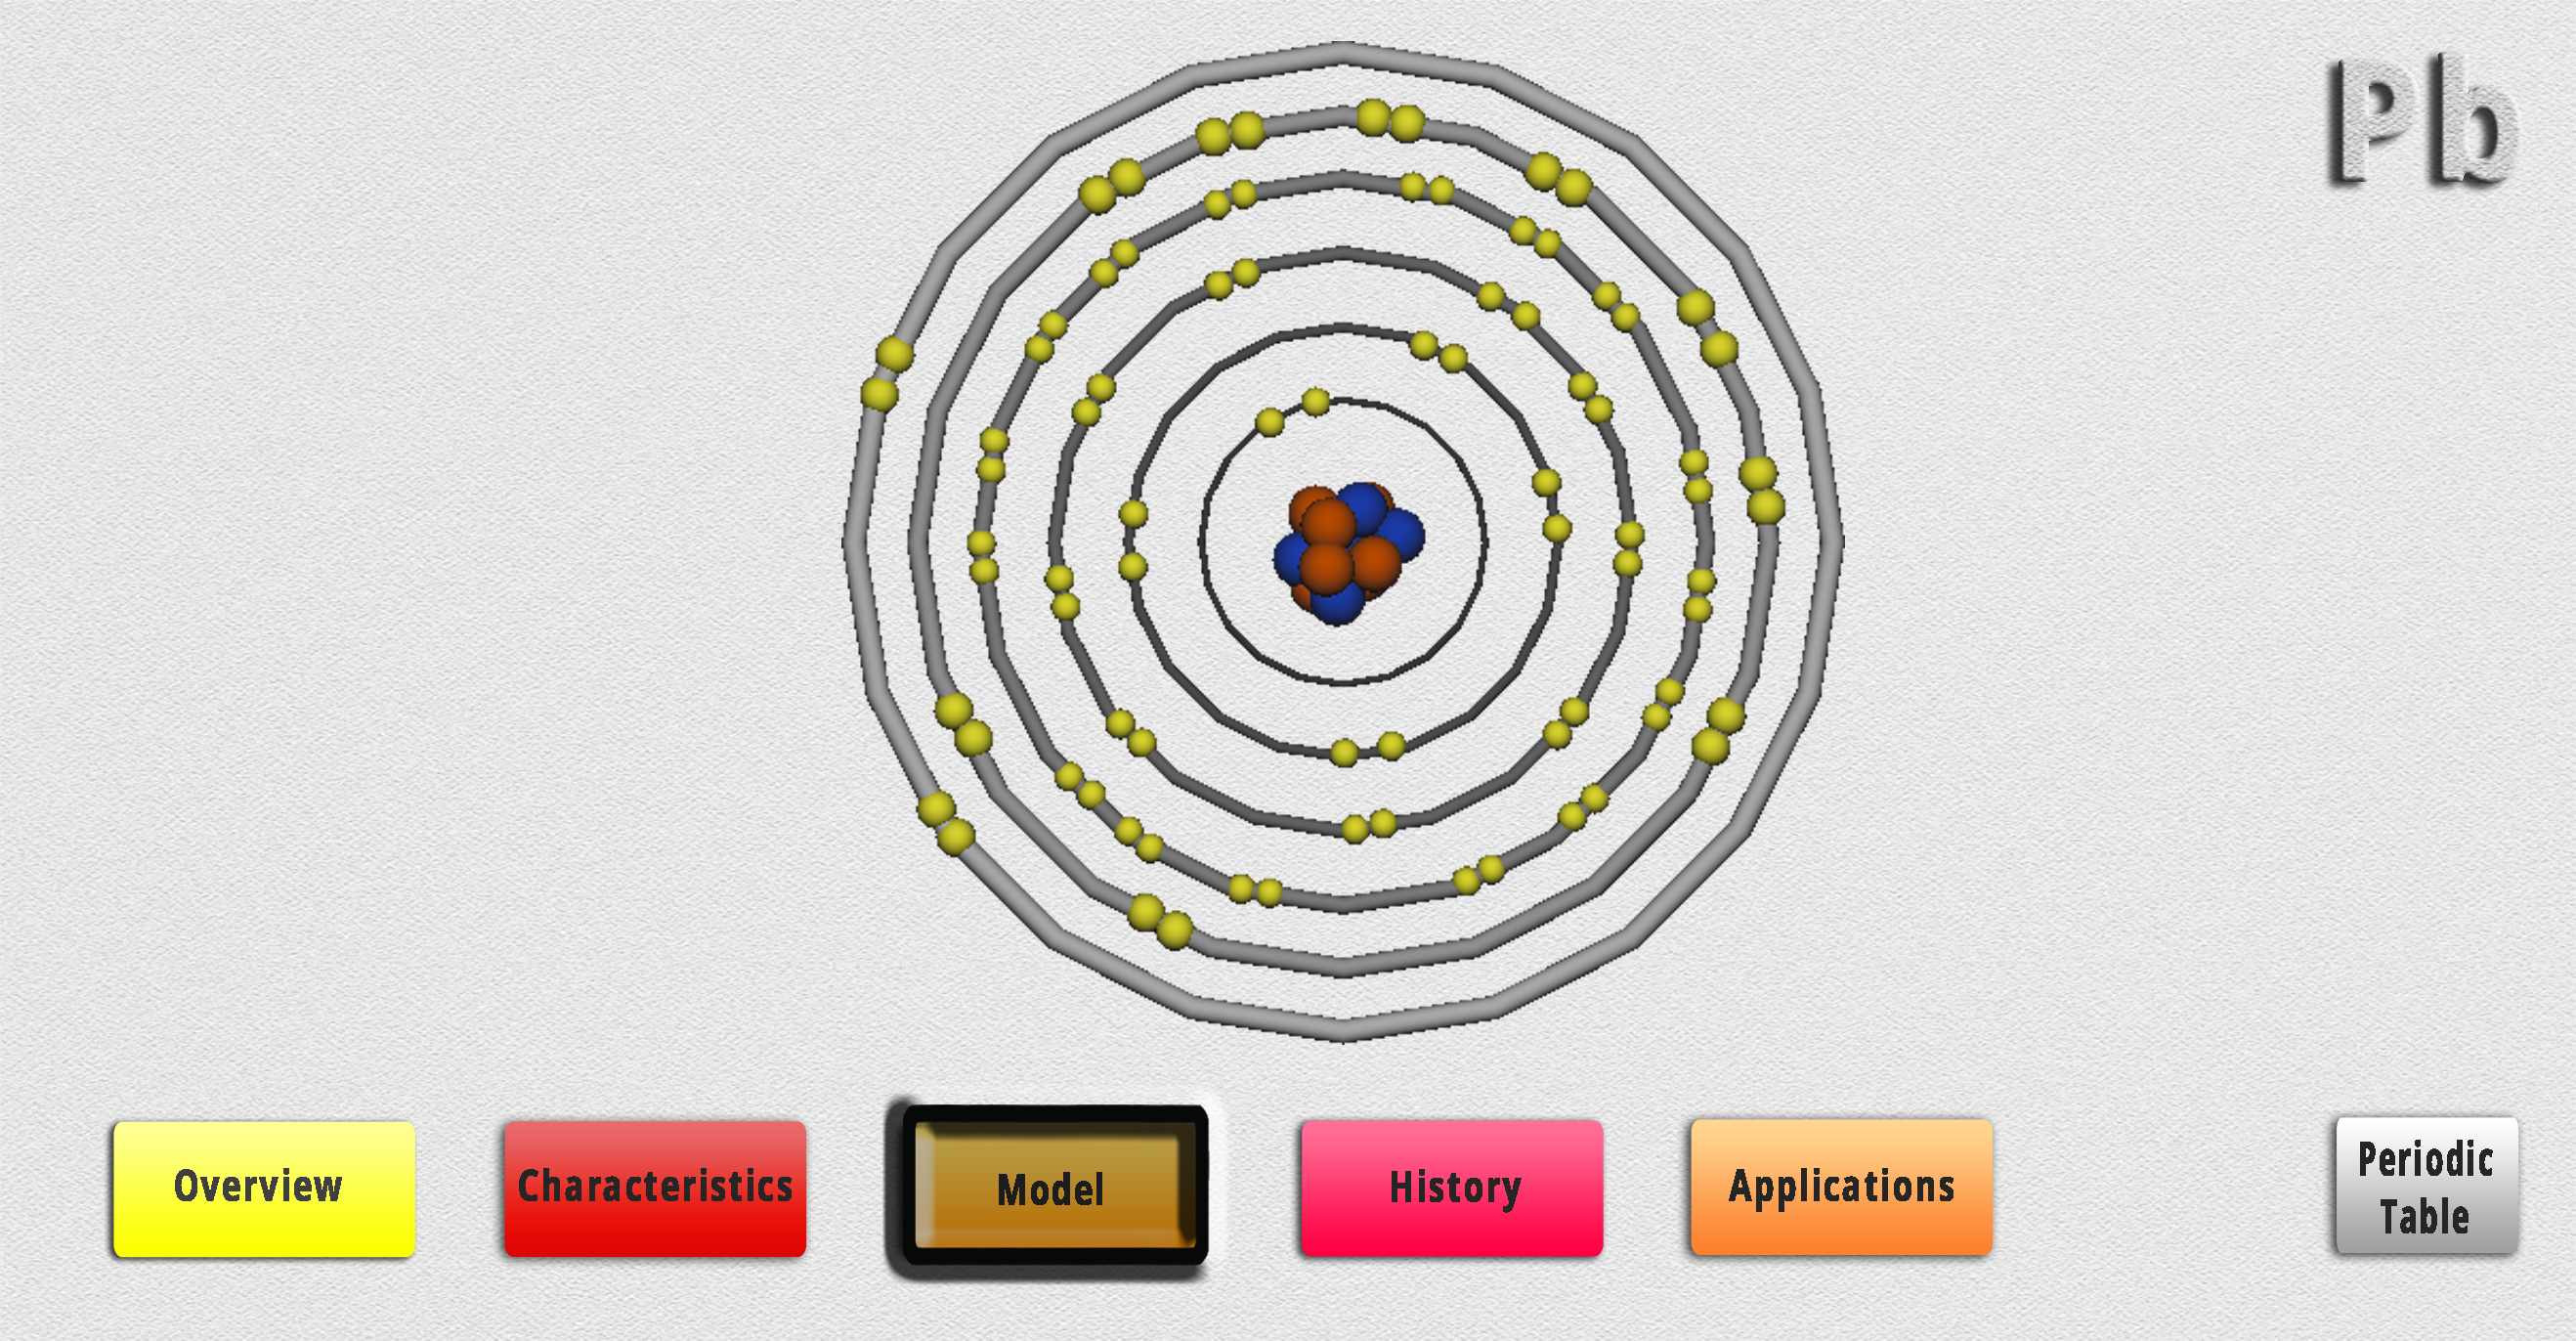 Pb
Overview
Characteristics
Model
History
Applications
Periodic
Table